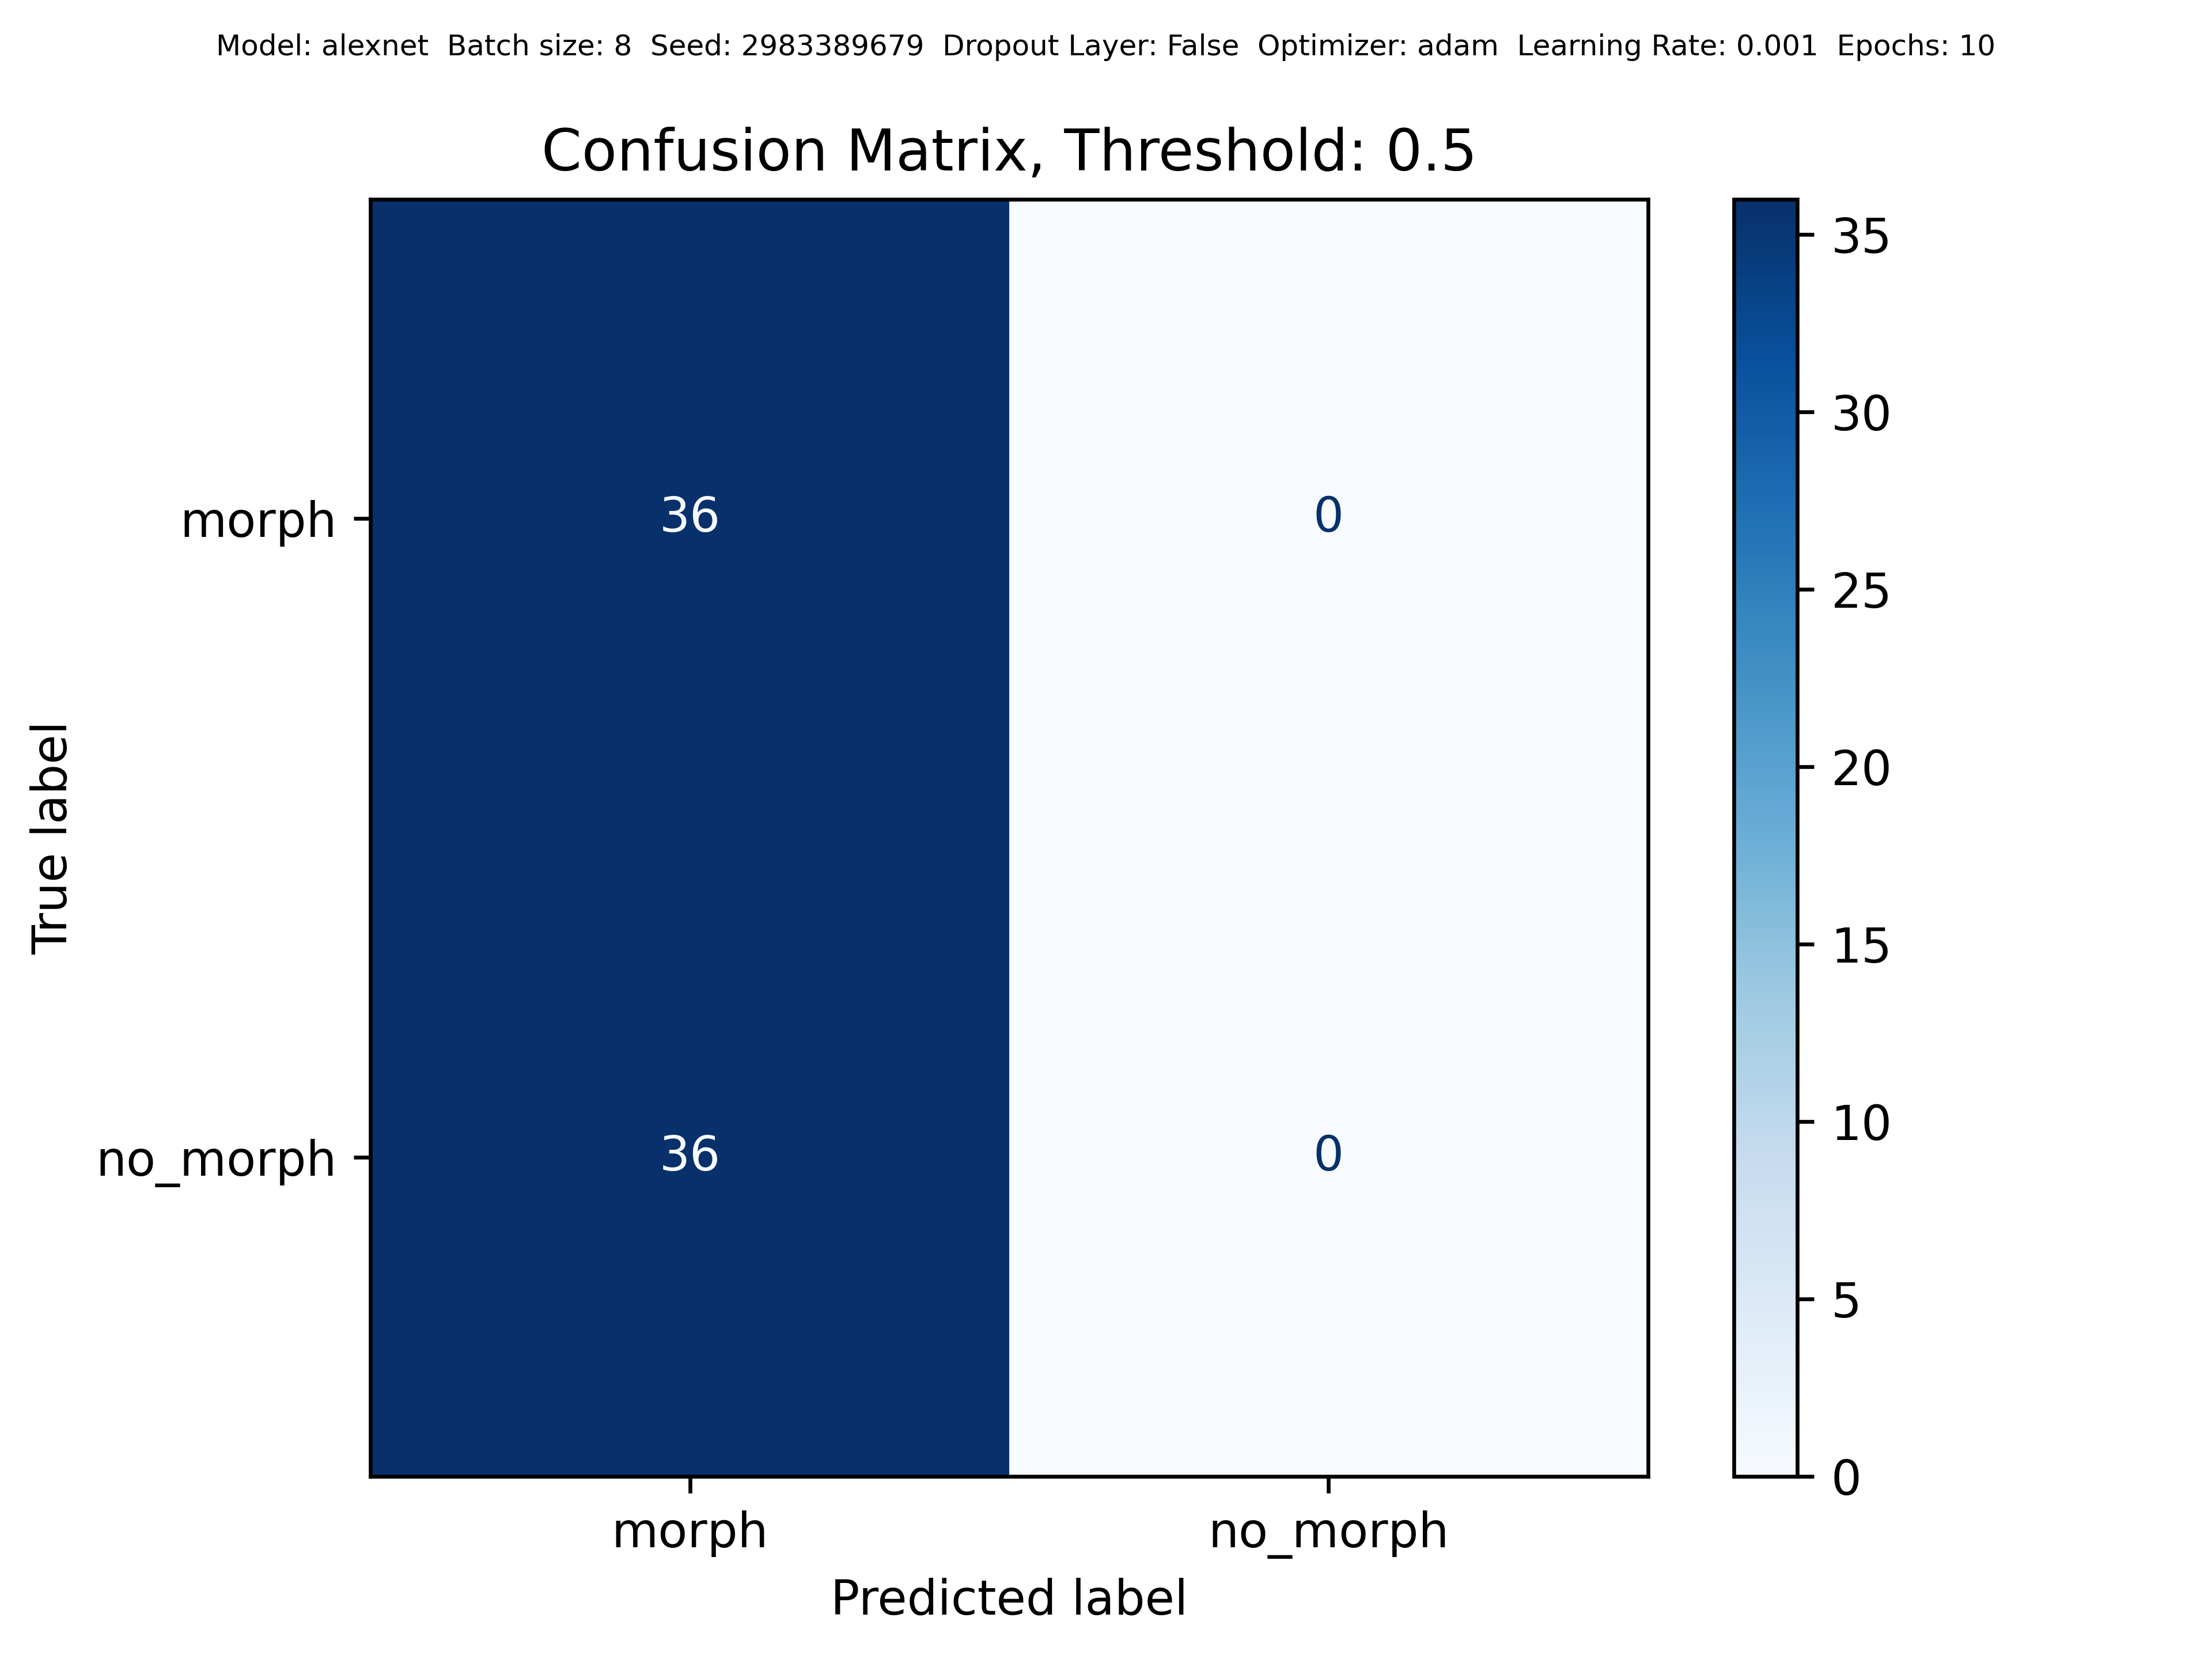 Model: alexnet  Batch size: 8  Seed: 2983389679  Dropout Layer: False  Optimizer: adam  Learning Rate: 0.001  Epochs: 10
Confusion Matrix, Threshold: 0.5
True label
morph
36
0
no_morph
36
0
morph
no_morph
Predicted label
35
30
25
20
15
10
5
0